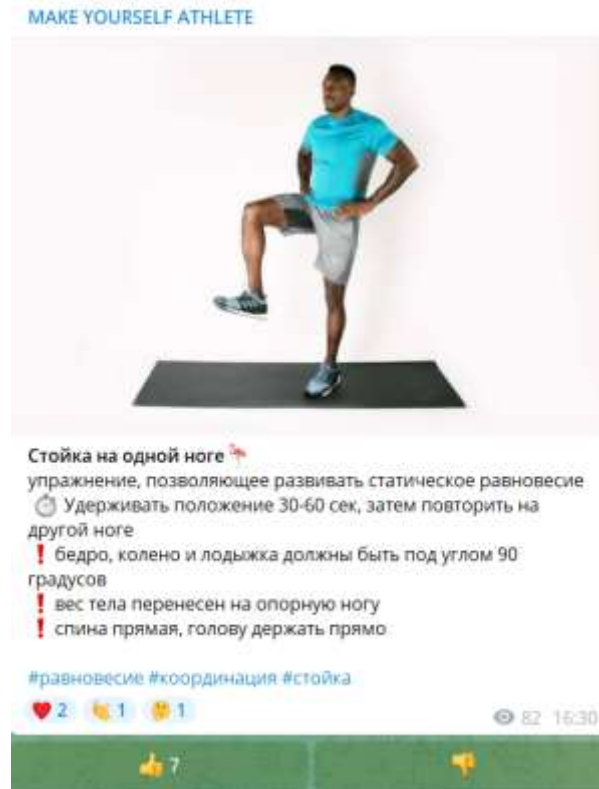 MAKE YOURSELF ATHLETE
Стойка на одной ноге🦩
упражнение, позволяющее развивать статическое равновесие
⏱ Удерживать положение 30-60 сек, затем повторить на
другой ноге
❗ бедро, колено и лодыжка должны быть под углом 90
градусов
❗ вес тела перенесен на опорную ногу
❗ спина прямая, голову держать прямо
#равновесие #координация #стойка
❤ 2 👏 1 🤔 1
82 16:30
👍 7 👎